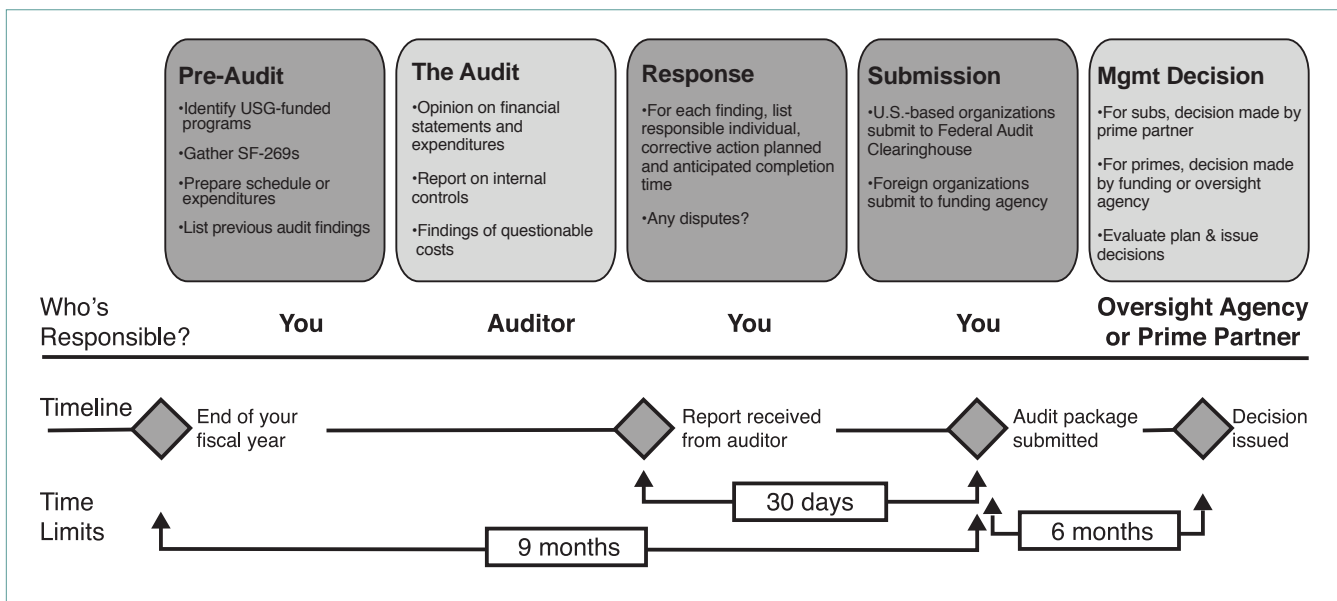 Pre-Audit
•Identify USG-funded
programs
•Gather SF-269s
•Prepare schedule or
expenditures
•List previous audit findings
The Audit
•Opinion on financial
statements and
expenditures
•Report on internal
controls
•Findings of questionable
costs
Response
•For each finding, list
responsible individual,
corrective action planned
and anticipated completion
time
•Any disputes?
Submission
•U.S.-based organizations
submit to Federal Audit
Clearinghouse
•Foreign organizations
submit to funding agency
Mgmt Decision
•For subs, decision made by
prime partner
•For primes, decision made
by funding or oversight
agency
•Evaluate plan & issue
decisions
Who's
Responsible?
You
Auditor
You
You
Oversight Agency
or Prime Partner
Timeline
End of your
fiscal year
Report received
from auditor
Audit package
submitted
Decision
issued
Time
Limits
30 days
9 months
6 months